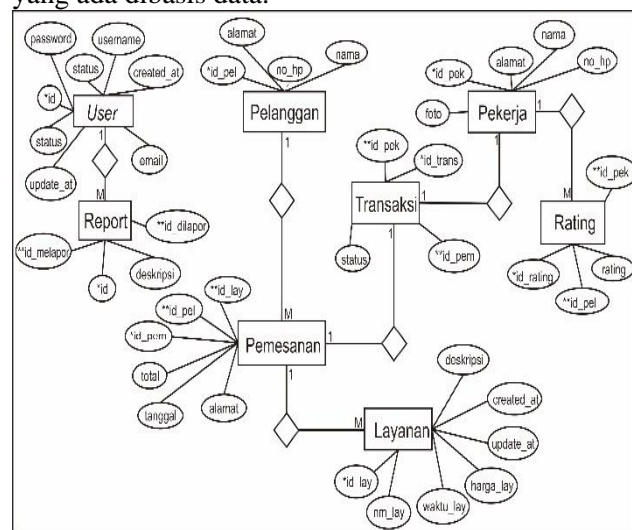 yang ada dibasis data.
password
username
status
created_at
*id
User
status
update_at
email
1
M
Report
**id_dilapor
**id_melapor
*id
deskripsi
alamat
no_hp
nama
*id_pel
Pelanggan
1
M
nama
alamat
no_hp
*id_pek
foto
Pekerja
1
1
**id_pek
*id_trans
Transaksi
1
1
status
**id_pem
M
**id_pek
Rating
*id_rating
rating
**id_pel
**id_lay
**id_pel
*id_pem
Pemesanan
1
1
total
tanggal
alamat
deskripsi
created_at
update_at
M
Layanan
*id_lay
nm_lay
waktu_lay
harga_lay